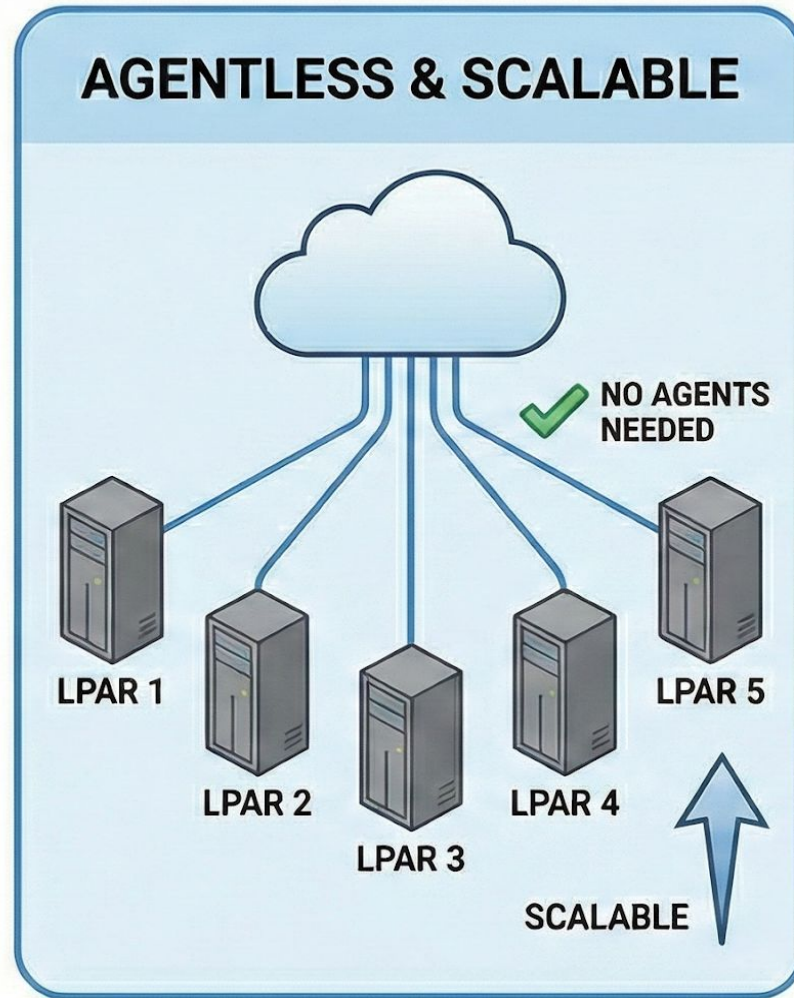 AGENTLESS & SCALABLE
NO AGENTS
NEEDED
LPAR 1
LPAR 5
LPAR 2
LPAR 4
LPAR 3
SCALABLE